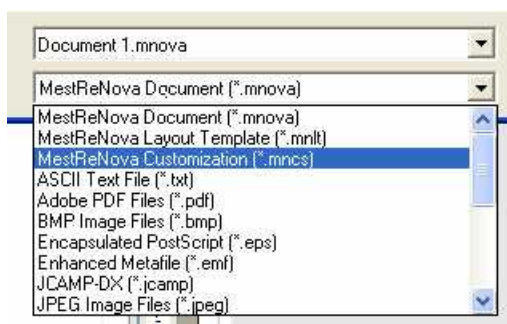 Document 1.mnova
MestReNova Document (*.mnova)
MestReNova Document (*.mnova)
MestReNova Layout Template (*.mnlt)
MestReNova Customization (*.mncs)
ASCII Text File (*.txt)
Adobe PDF Files (*.pdf)
BMP Image Files (*.bmp)
Encapsulated PostScript (*.eps)
Enhanced Metafile (*.emf)
JCAMP-DX (*.jcamp)
JPEG Image Files (*.jpeg)